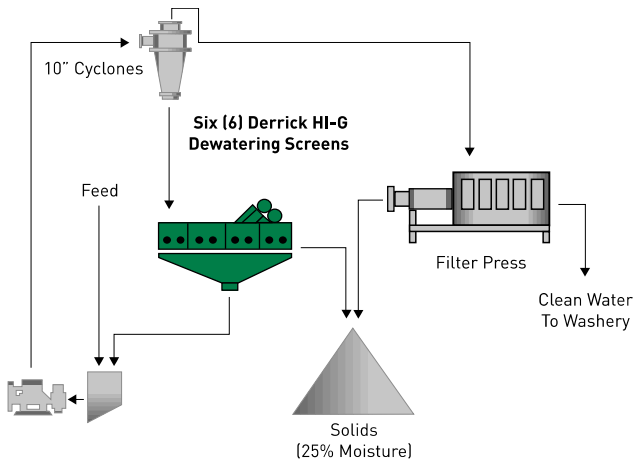 10” Cyclones
Six (6) Derrick HI-G
Dewatering Screens
Feed
Filter Press
Clean Water
To Washery
Solids
(25% Moisture)